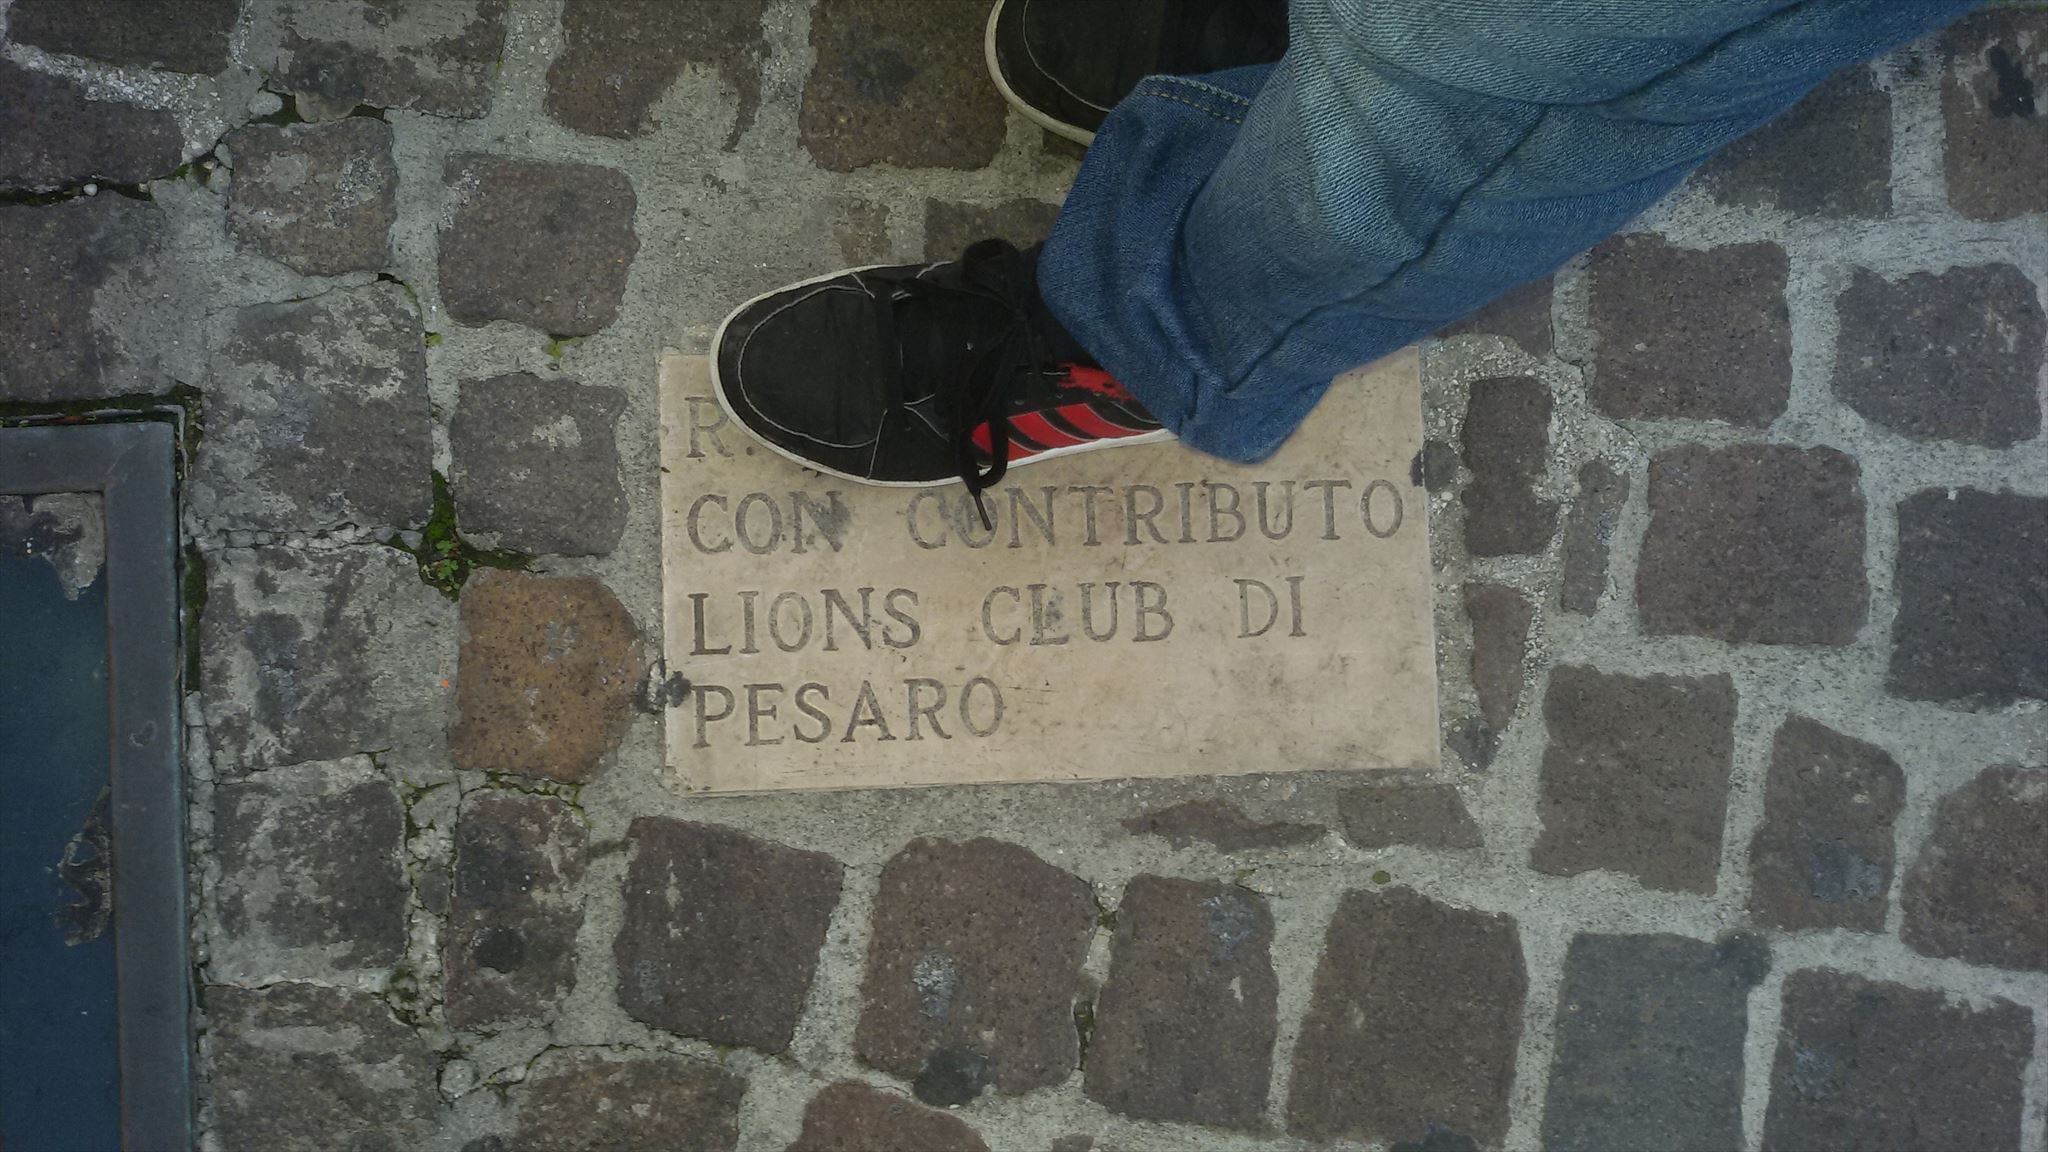 R.
CON CONTRIBUTO
LIONS CLUB DI
PESARO